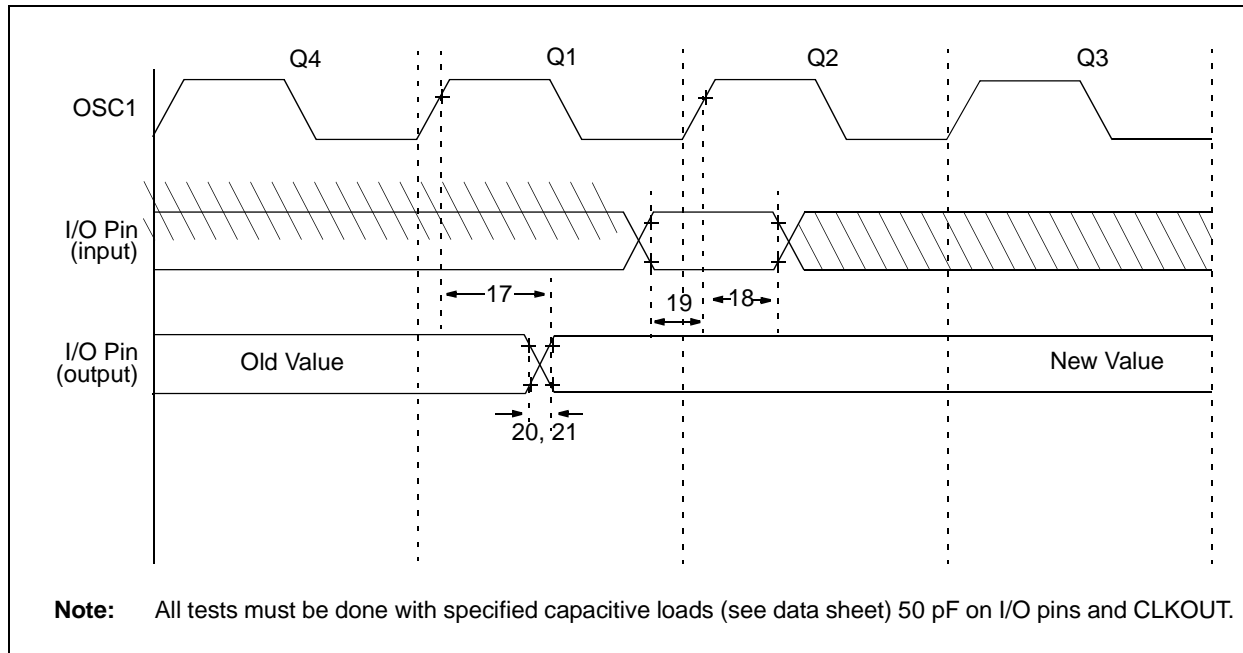 Q4 Q1 Q2 Q3
OSC1
I/O Pin
(input)
17 19 18
I/O Pin
(output)
Old Value New Value
20, 21
Note: All tests must be done with specified capacitive loads (see data sheet) 50 pF on I/O pins and CLKOUT.